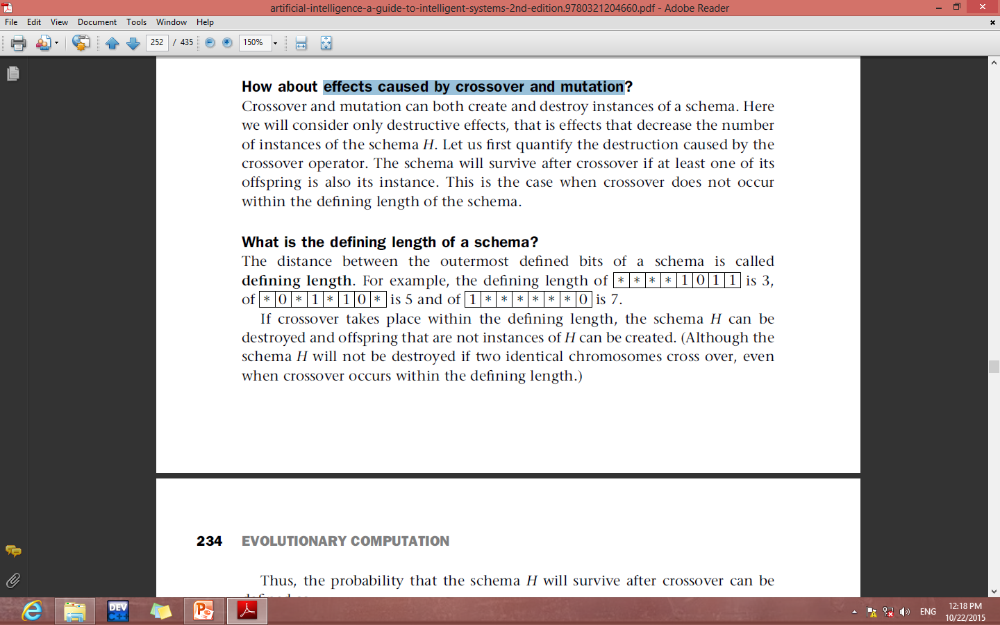 artificial-intelligence-a-guide-to-intelligent-systems-2nd-edition.9780321204660.pdf - Adobe Reader
File Edit View Document Tools Window Help
252 / 435 150%
How about effects caused by crossover and mutation?
Crossover and mutation can both create and destroy instances of a schema. Here
we will consider only destructive effects, that is effects that decrease the number
of instances of the schema H. Let us first quantify the destruction caused by the
crossover operator. The schema will survive after crossover if at least one of its
offspring is also its instance. This is the case when crossover does not occur
within the defining length of the schema.
What is the defining length of a schema?
The distance between the outermost defined bits of a schema is called
defining length. For example, the defining length of * * * * 1 0 1 1 is 3,
of * 0 * 1 * 1 0 * is 5 and of 1 * * * * * * 0 is 7.
If crossover takes place within the defining length, the schema H can be
destroyed and offspring that are not instances of H can be created. (Although the
schema H will not be destroyed if two identical chromosomes cross over, even
when crossover occurs within the defining length.)
234 EVOLUTIONARY COMPUTATION
Thus, the probability that the schema H will survive after crossover can be
DEV C++
ENG
12:18 PM
10/22/2015